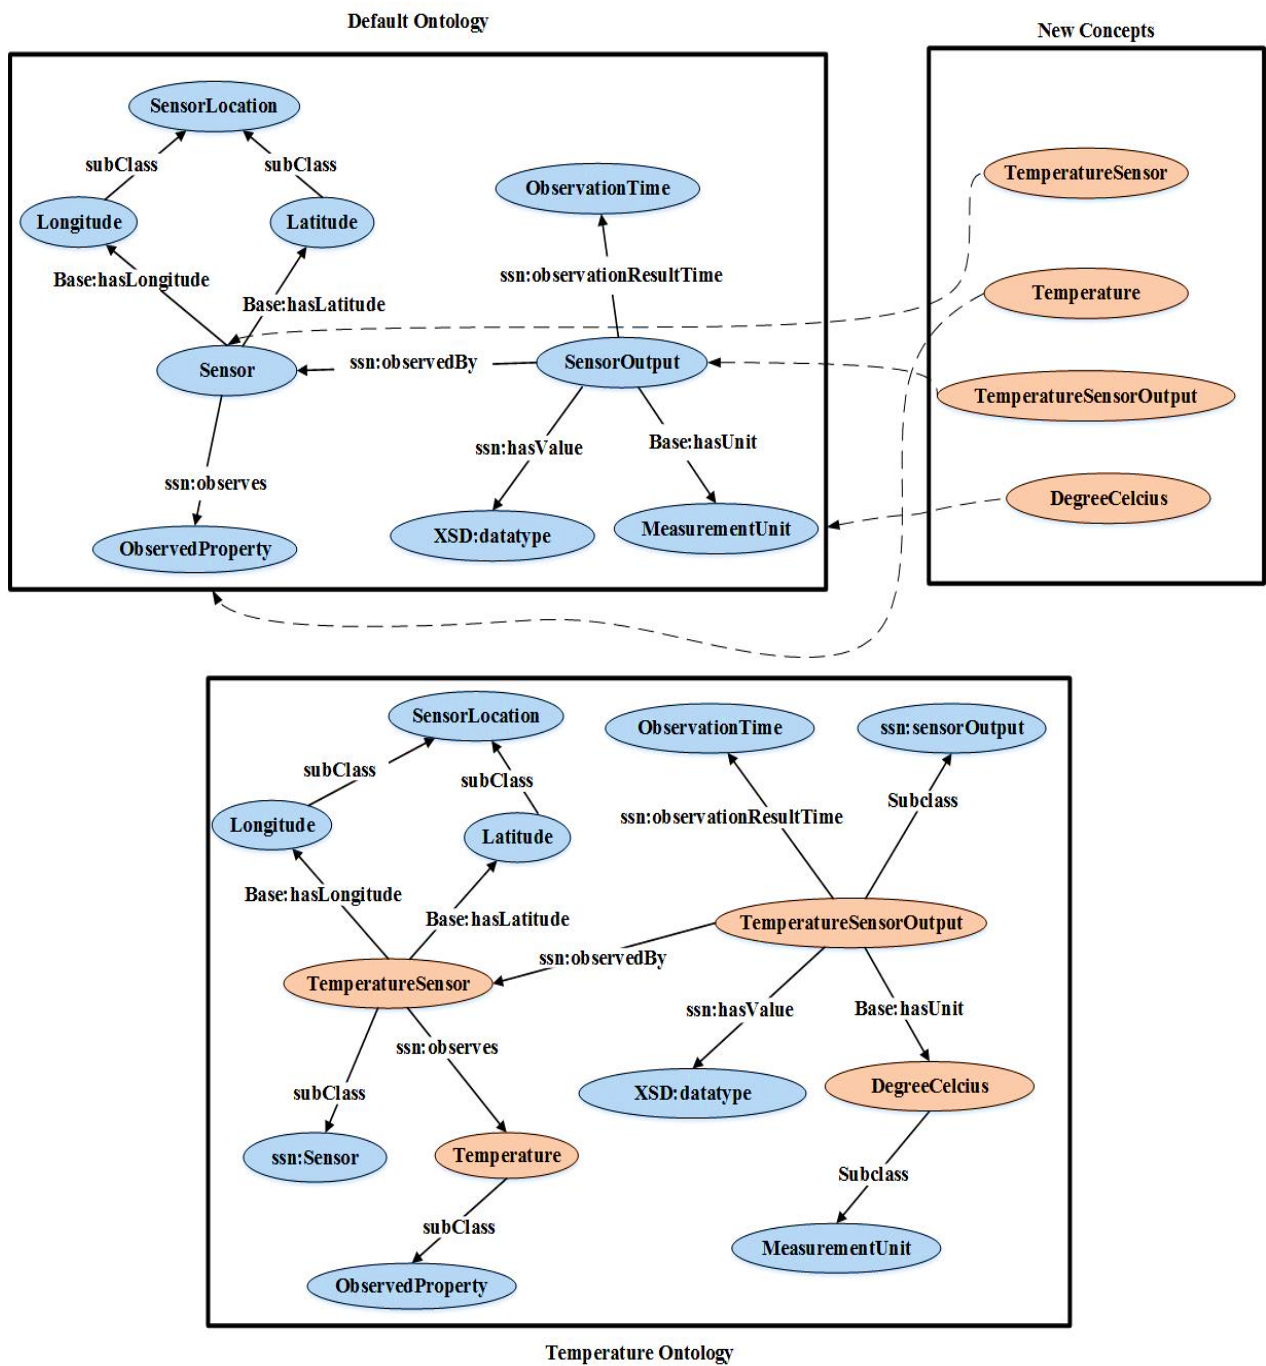 Default Ontology
New Concepts
SensorLocation
subClass
subClass
Longitude
Latitude
Base:hasLongitude
Base:hasLatitude
Sensor
ssn:observes
ObservedProperty
ObservationTime
ssn:observationResultTime
ssn:observedBy
SensorOutput
ssn:hasValue
Base:hasUnit
XSD:datatype
MeasurementUnit
TemperatureSensor
Temperature
TemperatureSensorOutput
DegreeCelcius
SensorLocation
subClass
subClass
Longitude
Latitude
Base:hasLongitude
Base:hasLatitude
TemperatureSensor
subClass
ssn:observes
ssn:Sensor
Temperature
subClass
ObservedProperty
ObservationTime
ssn:sensorOutput
ssn:observationResultTime
Subclass
TemperatureSensorOutput
ssn:observedBy
ssn:hasValue
Base:hasUnit
XSD:datatype
DegreeCelcius
Subclass
MeasurementUnit
Temperature Ontology